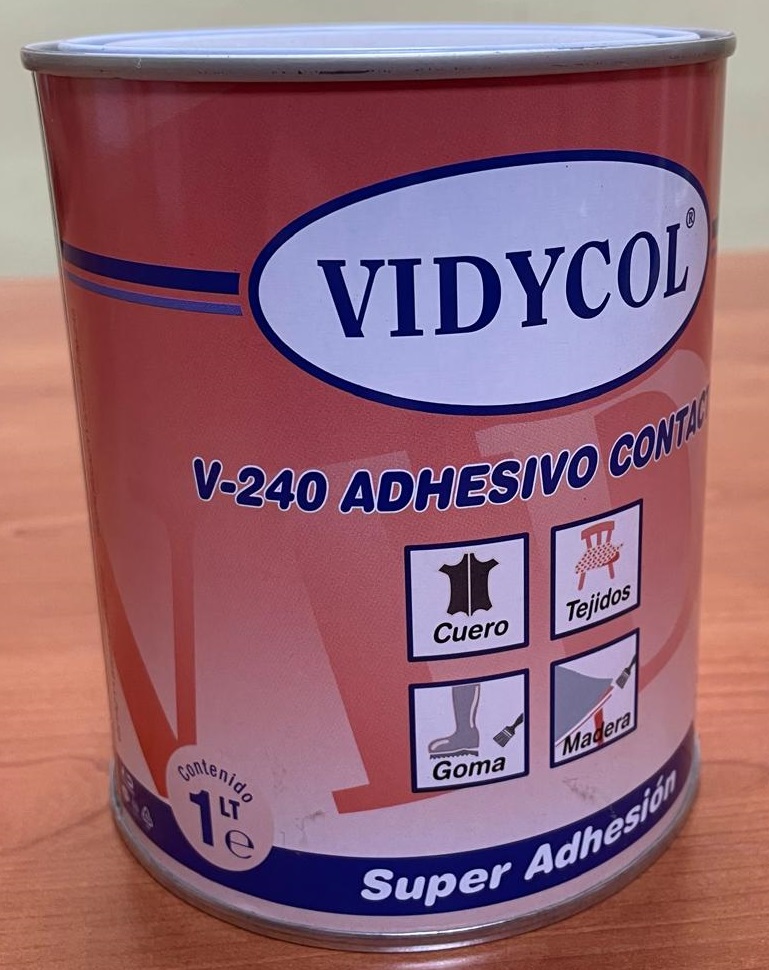 VIDYCOL®
V-240 ADHESIVO CONTAC
Cuero
Tejidos
Goma
Madera
Contenido
1 LT
e
Super Adhesión